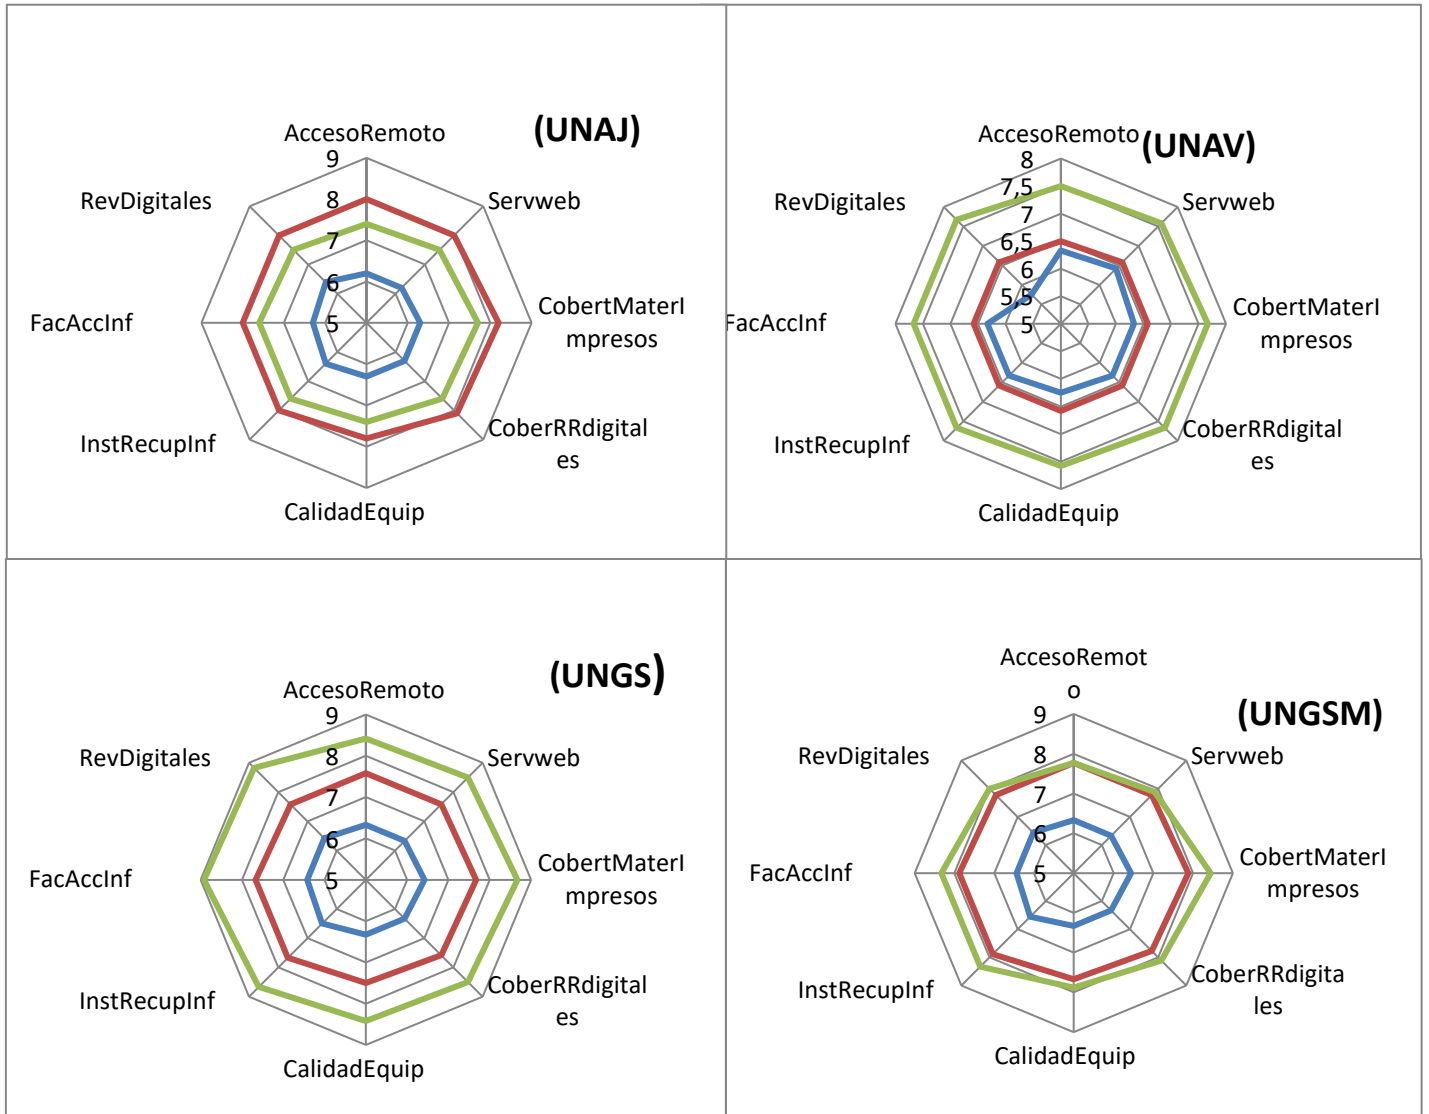 (UNAJ)
AccesoRemoto
9
8
7
6
5
Servweb
CobertMaterI
mpresos
CoberRRdigital
es
CalidadEquip
InstRecupInf
FacAccInf
RevDigitales
(UNAV)
AccesoRemoto
8
7,5
7
6,5
6
5,5
5
Servweb
CobertMaterI
mpresos
CoberRRdigital
es
CalidadEquip
InstRecupInf
FacAccInf
RevDigitales
(UNGS)
AccesoRemoto
9
8
7
6
5
Servweb
CobertMaterI
mpresos
CoberRRdigital
es
CalidadEquip
InstRecupInf
FacAccInf
RevDigitales
(UNGSM)
AccesoRemot
o
9
8
7
6
5
Servweb
CobertMaterI
mpresos
CoberRRdigita
les
CalidadEquip
InstRecupInf
FacAccInf
RevDigitales